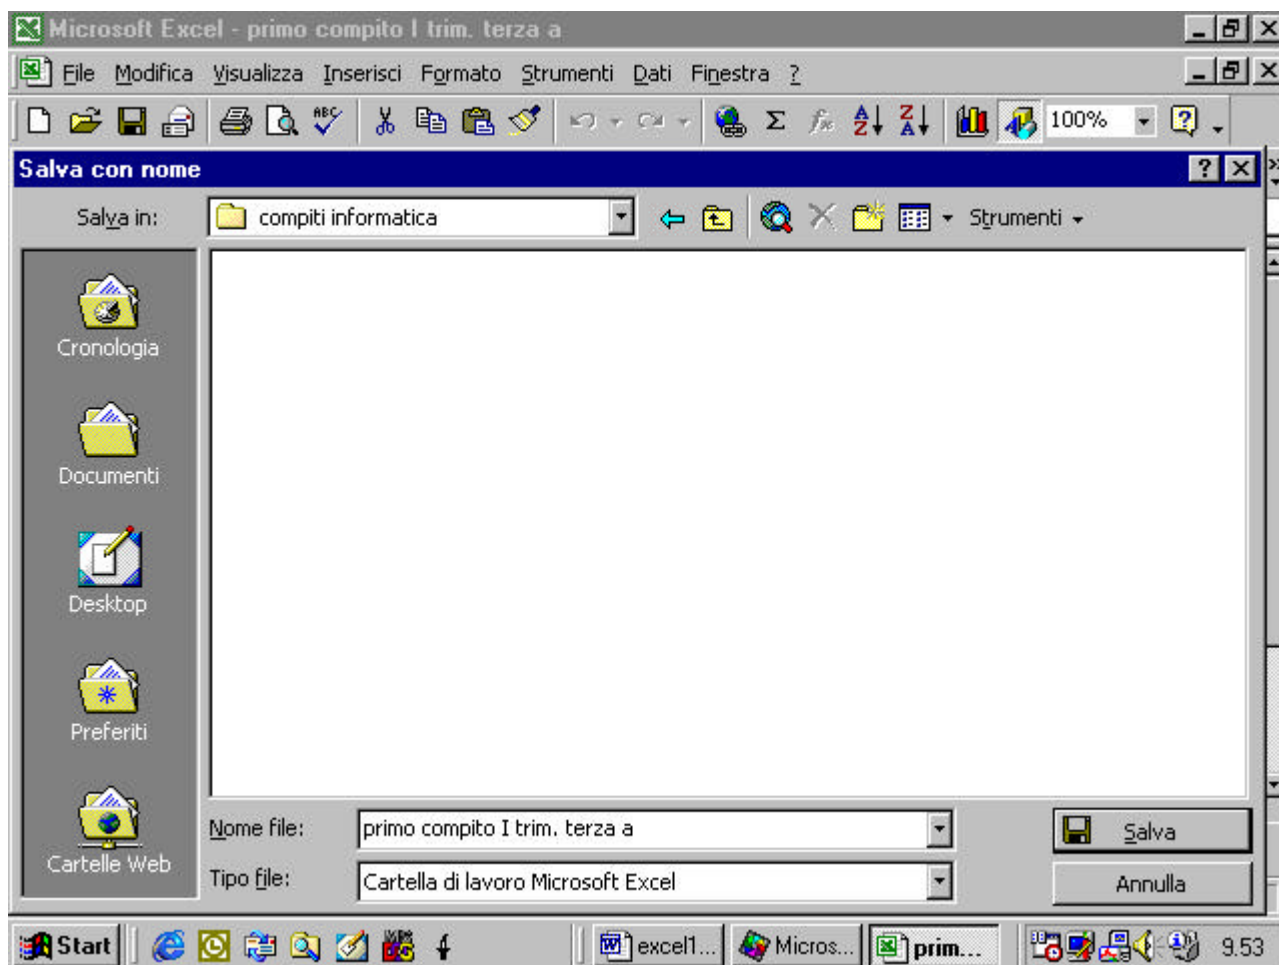 Microsoft Excel - primo compito I trim. terza a
File Modifica Visualizza Inserisci Formato Strumenti Dati Finestra ?
ABC Σ fx A Z Z A 100% ?
Salva con nome ?
Salva in: compiti informatica Strumenti
Cronologia
Documenti
Desktop
Preferiti
Cartelle Web
Nome file: primo compito I trim. terza a Salva
Tipo file: Cartella di lavoro Microsoft Excel Annulla
Start excel1... Micros... prim... 9.53